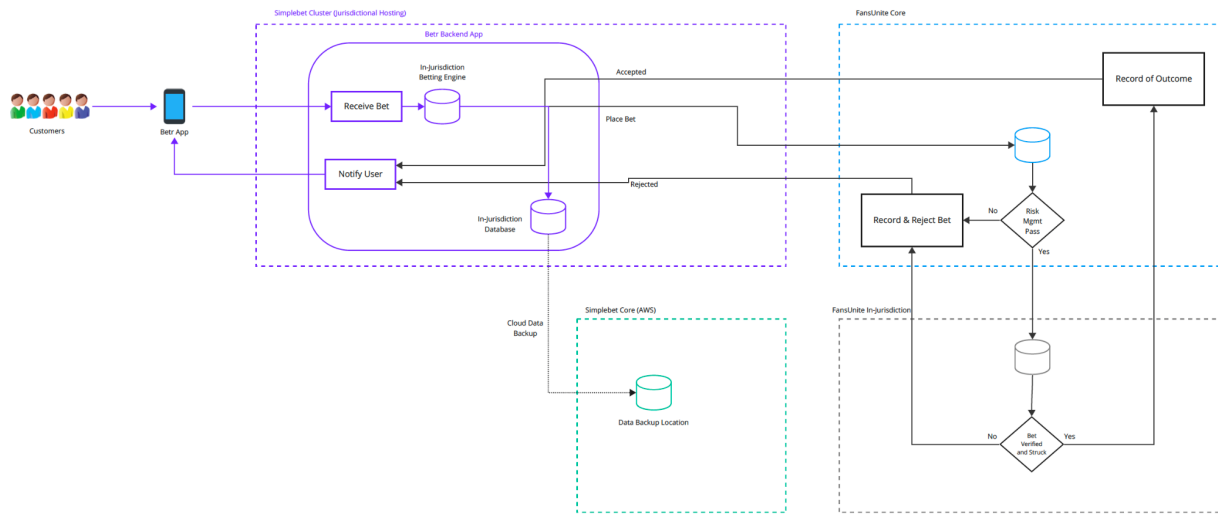 Simplebet Cluster (Jurisdictional Hosting)
FansUnite Core
Betr Backend App
In-Jurisdiction
Betting Engine
Accepted
Record of Outcome
Receive Bet
Customers
Betr App
Place Bet
Notify User
Rejected
In-Jurisdiction
Database
Record & Reject Bet
No
Risk
Mgmt
Pass
Yes
Simplebet Core (AWS)
FansUnite In-Jurisdiction
Cloud Data
Backup
Data Backup Location
No
Bet
Verified
and Struck
Yes